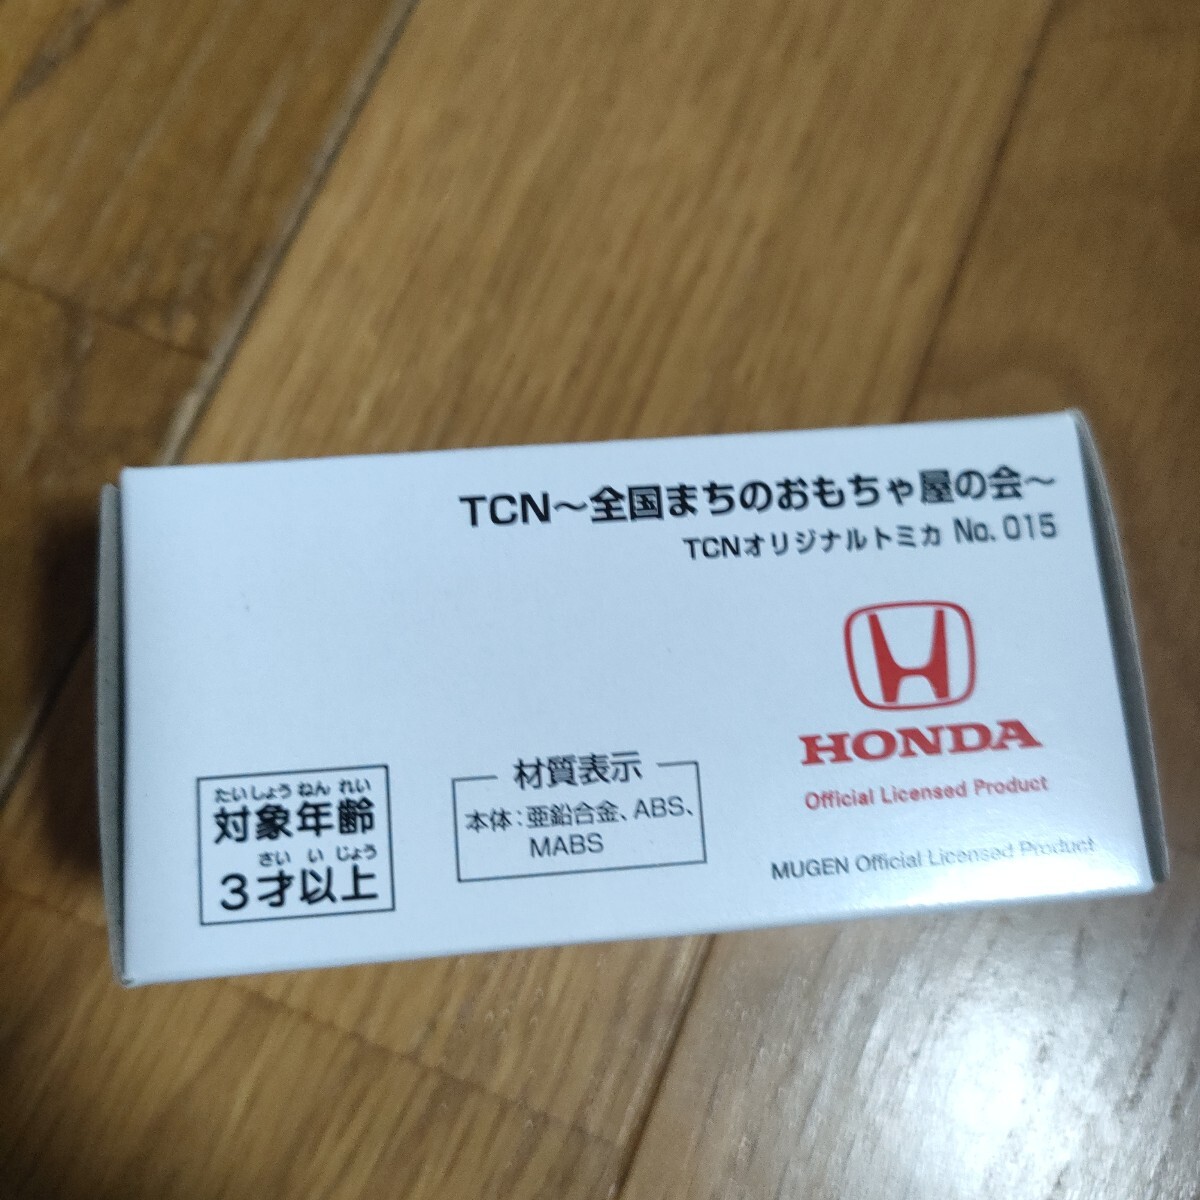 TCN～全国まちのおもちゃ屋の会～
TCNオリジナルトミカ No. 015
HONDA
Official Licensed Product
MUGEN Official Licensed Product
材質表示
本体：亜鉛合金、ABS、
MABS
たいしょう ねん れい
対象年齢
さい い じょう
3才以上